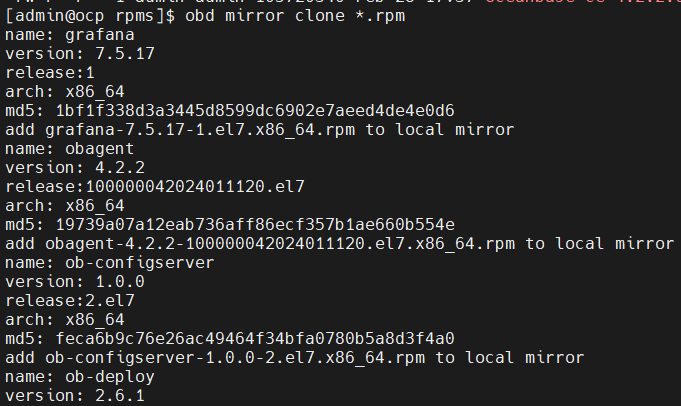 [admin@ocp rpms]$ obd mirror clone *.rpm
name: grafana
version: 7.5.17
release:1
arch: x86_64
md5: 1bf1f338d3a3445d8599dc6902e7aeed4de4e0d6
add grafana-7.5.17-1.el7.x86_64.rpm to local mirror
name: obagent
version: 4.2.2
release:100000042024011120.el7
arch: x86_64
md5: 19739a07a12eab736aff86ecf357b1ae660b554e
add obagent-4.2.2-100000042024011120.el7.x86_64.rpm to local mirror
name: ob-configserver
version: 1.0.0
release:2.el7
arch: x86_64
md5: feca6b9c76e26ac49464f34bfa0780b5a8d3f4a0
add ob-configserver-1.0.0-2.el7.x86_64.rpm to local mirror
name: ob-deploy
version: 2.6.1